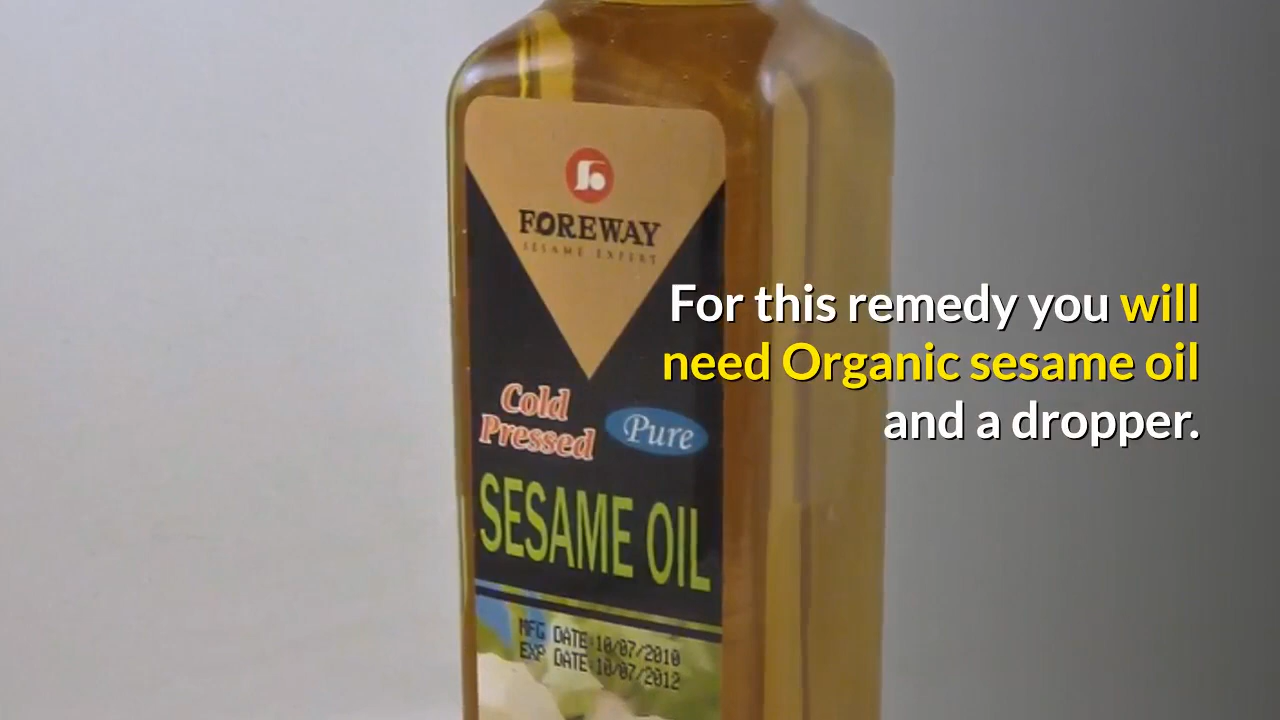 FOREWAY
SESAME EXPERT
Cold
Pressed
Pure
SESAME OIL
MFG DATE:10/07/2010
EXP DATE:10/07/2012
For this remedy you will
need Organic sesame oil
and a dropper.